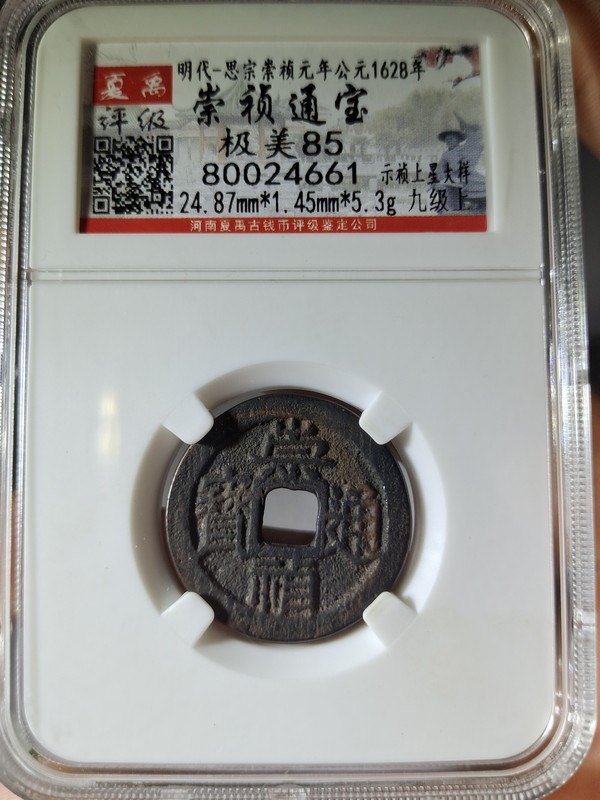 夏禹
评级
明代-思宗崇祯元年公元1628年
崇祯通宝
极美85
80024661 示祯上星大样
24.87mm*1.45mm*5.3g 九级上
河南夏禹古钱币评级鉴定公司
崇
寶 通
禎